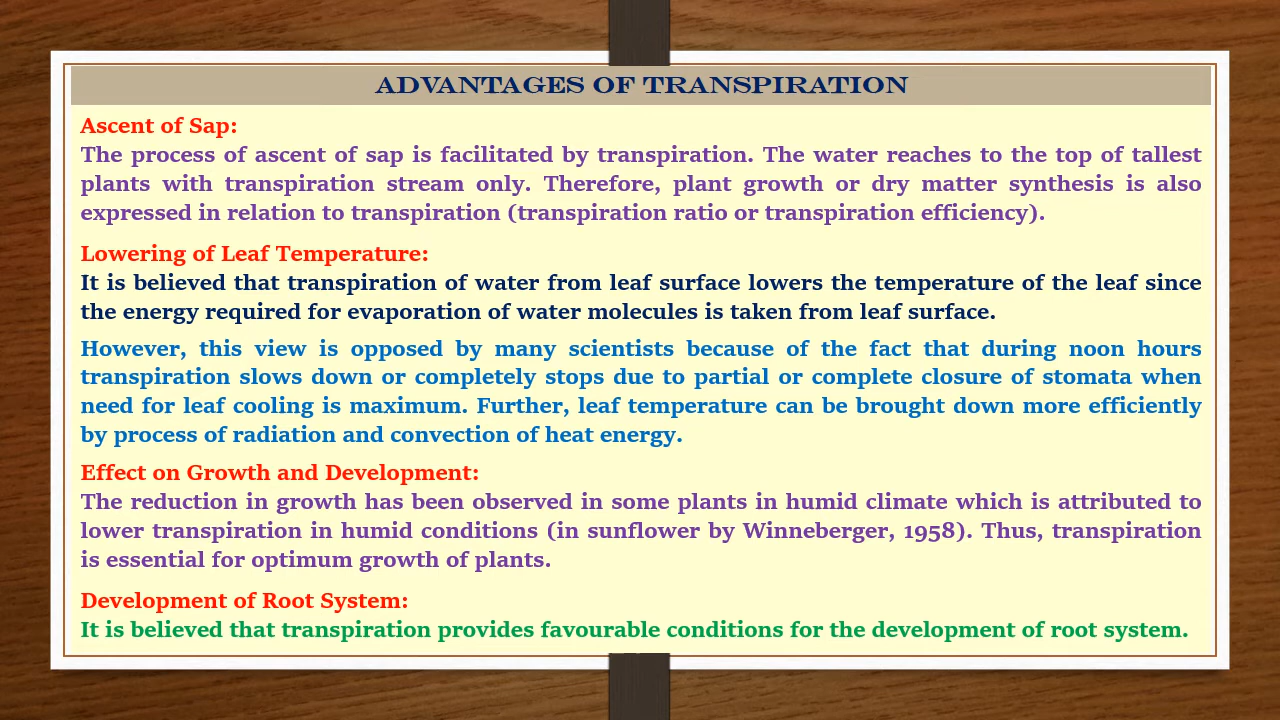 ADVANTAGES OF TRANSPIRATION
Ascent of Sap:
The process of ascent of sap is facilitated by transpiration. The water reaches to the top of tallest
plants with transpiration stream only. Therefore, plant growth or dry matter synthesis is also
expressed in relation to transpiration (transpiration ratio or transpiration efficiency).
Lowering of Leaf Temperature:
It is believed that transpiration of water from leaf surface lowers the temperature of the leaf since
the energy required for evaporation of water molecules is taken from leaf surface.
However, this view is opposed by many scientists because of the fact that during noon hours
transpiration slows down or completely stops due to partial or complete closure of stomata when
need for leaf cooling is maximum. Further, leaf temperature can be brought down more efficiently
by process of radiation and convection of heat energy.
Effect on Growth and Development:
The reduction in growth has been observed in some plants in humid climate which is attributed to
lower transpiration in humid conditions (in sunflower by Winneberger, 1958). Thus, transpiration
is essential for optimum growth of plants.
Development of Root System:
It is believed that transpiration provides favourable conditions for the development of root system.